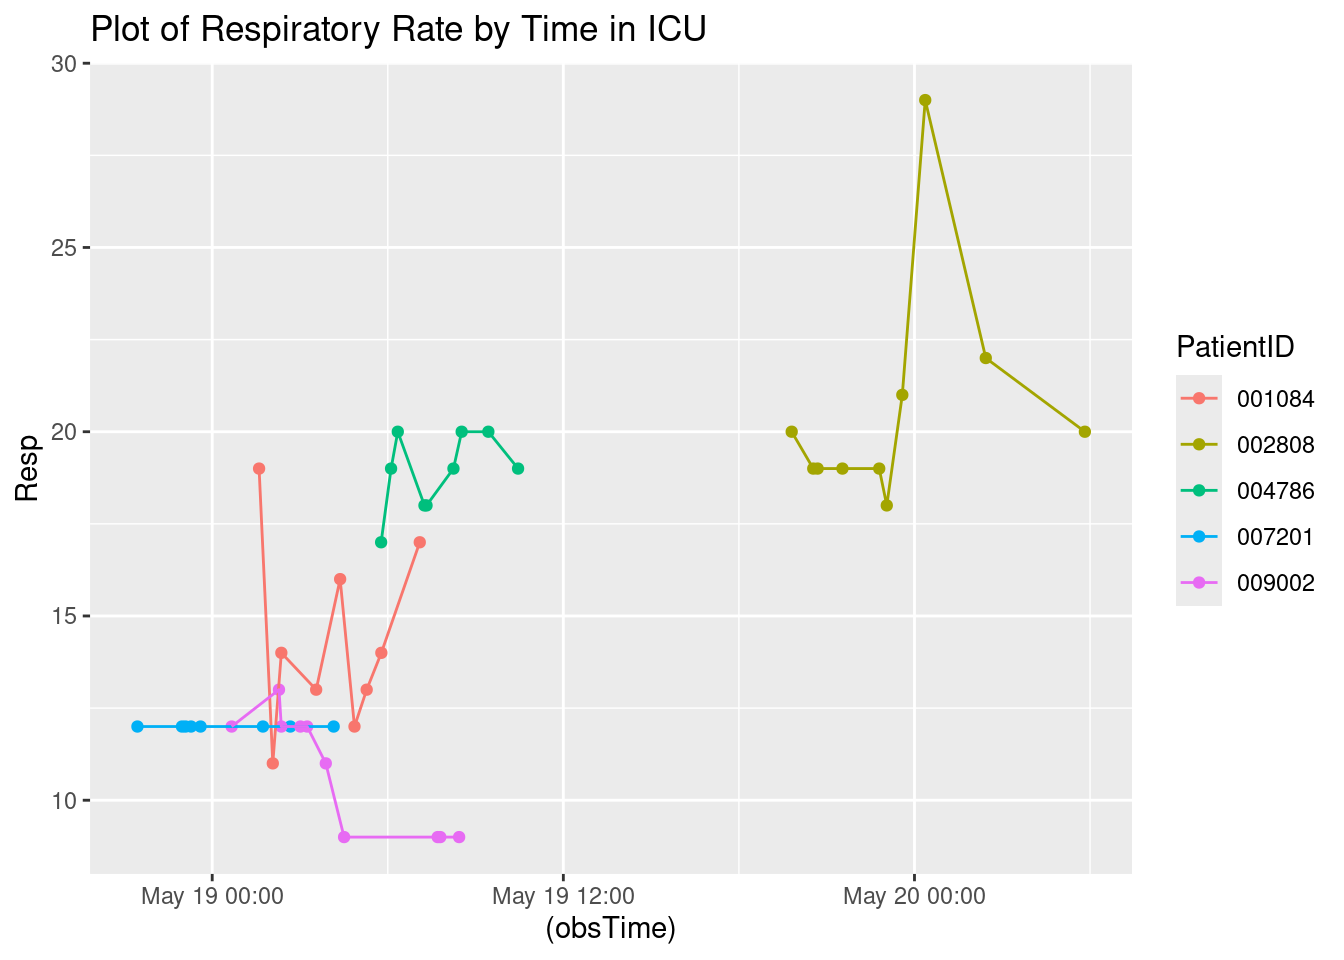 Plot of Respiratory Rate by Time in ICU
30
25
20
15
10
Resp
May 19 00:00
May 19 12:00
May 20 00:00
(obsTime)
PatientID
001084
002808
004786
007201
009002